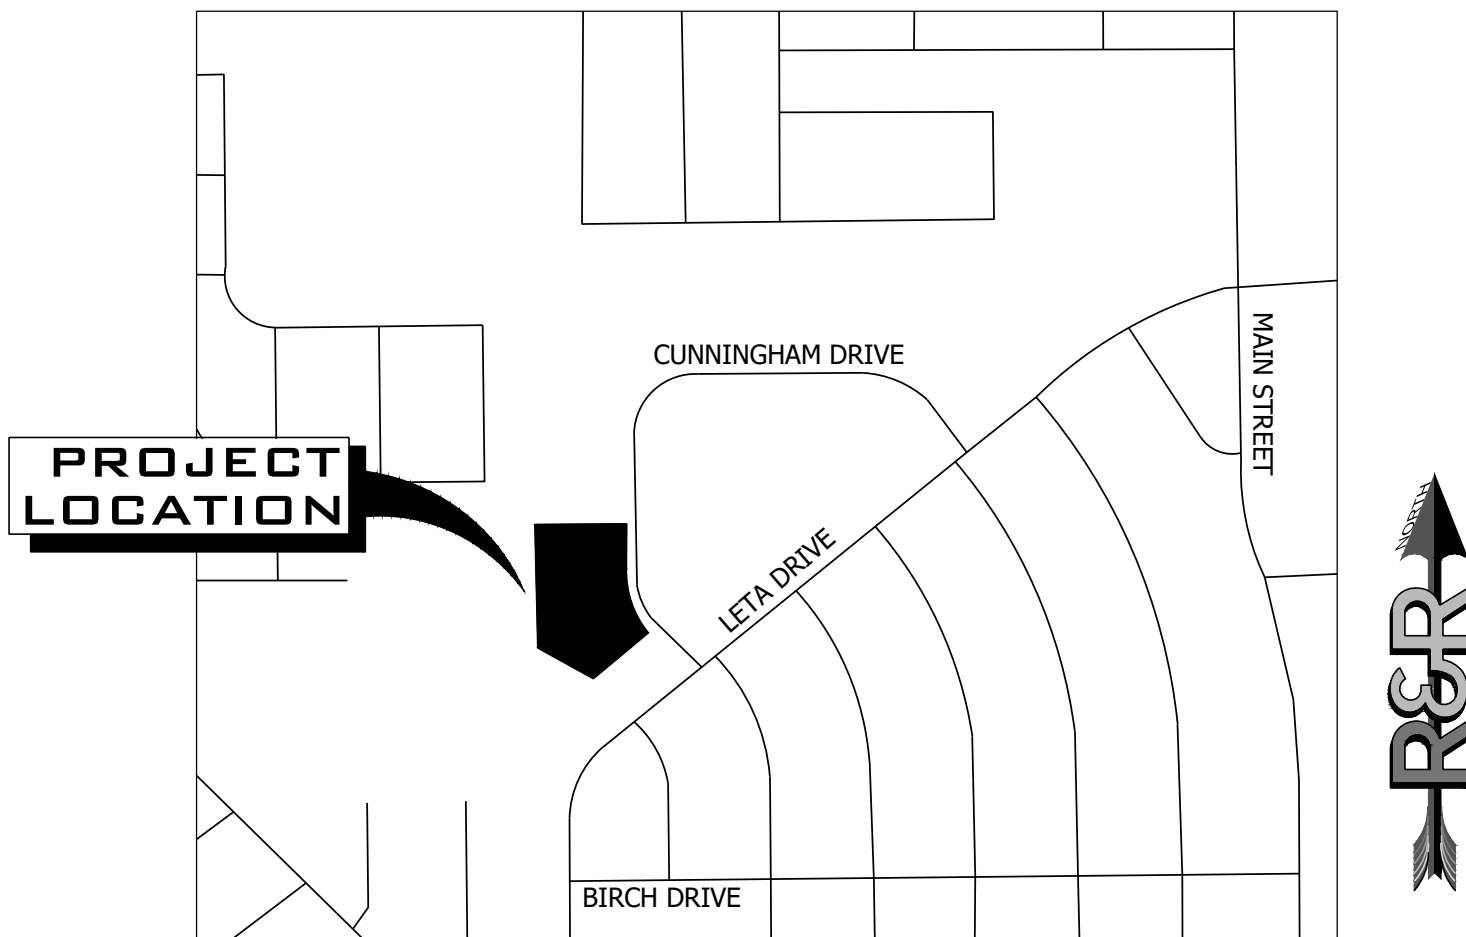 CUNNINGHAM DRIVE
MAIN STREET
PROJECT
LOCATION
LETA DRIVE
BIRCH DRIVE
NORTH
R&R